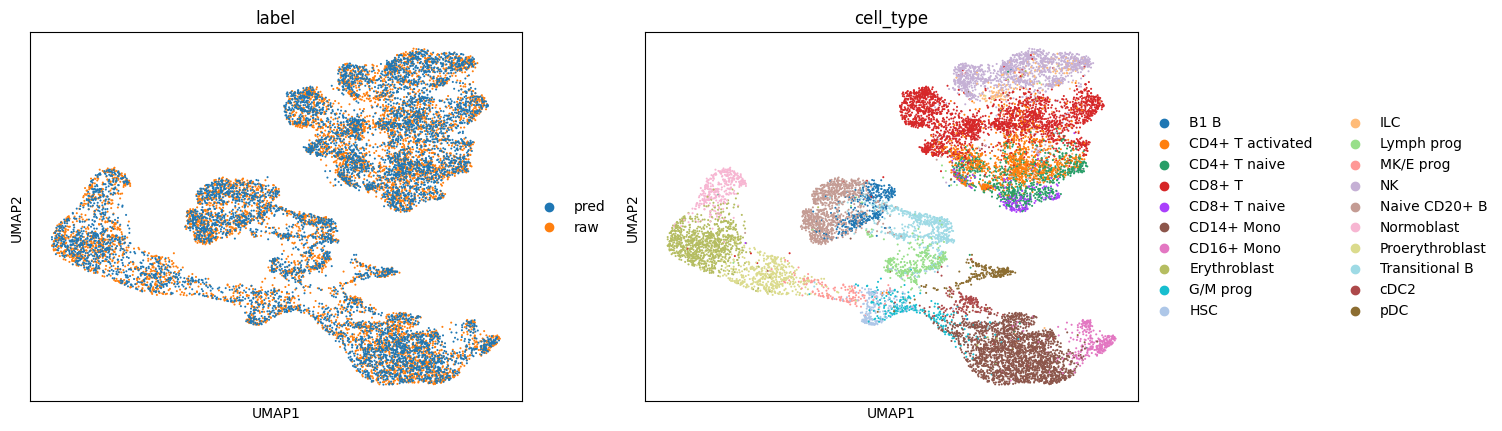 label
UMAP2
UMAP1
pred
raw
cell_type
UMAP2
UMAP1
B1 B
CD4+ T activated
CD4+ T naive
CD8+ T
CD8+ T naive
CD14+ Mono
CD16+ Mono
Erythroblast
G/M prog
HSC
ILC
Lymph prog
MK/E prog
NK
Naive CD20+ B
Normoblast
Proerythroblast
Transitional B
cDC2
pDC